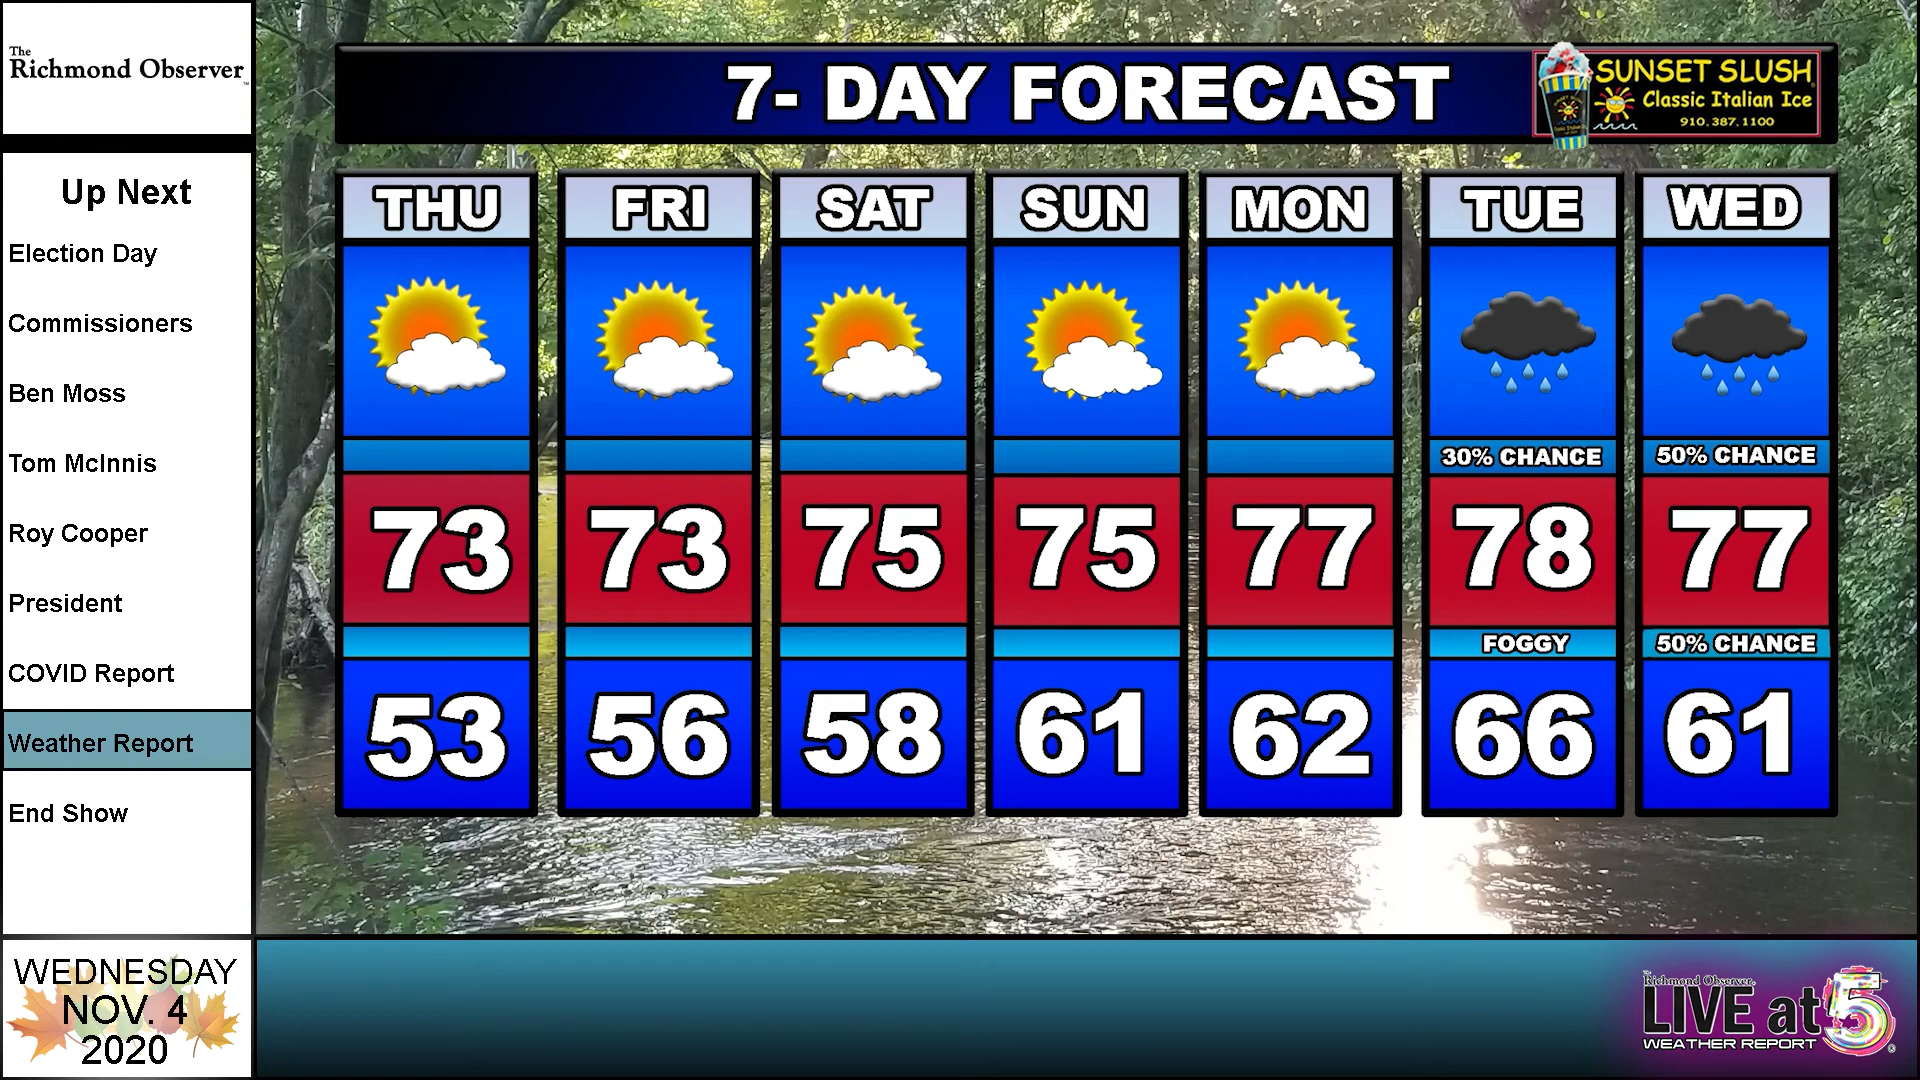 The
Richmond Observer
Up Next
Election Day
Commissioners
Ben Moss
Tom McInnis
Roy Cooper
President
COVID Report
Weather Report
End Show
WEDNESDAY
NOV. 4
2020
7- DAY FORECAST
SUNSET SLUSH
Classic Italian Ice
910.387.1100
THU
FRI
SAT
SUN
MON
TUE
WED
30% CHANCE
50% CHANCE
73
73
75
75
77
78
77
FOGGY
50% CHANCE
53
56
58
61
62
66
61
The
Richmond Observer
LIVE at 5
WEATHER REPORT